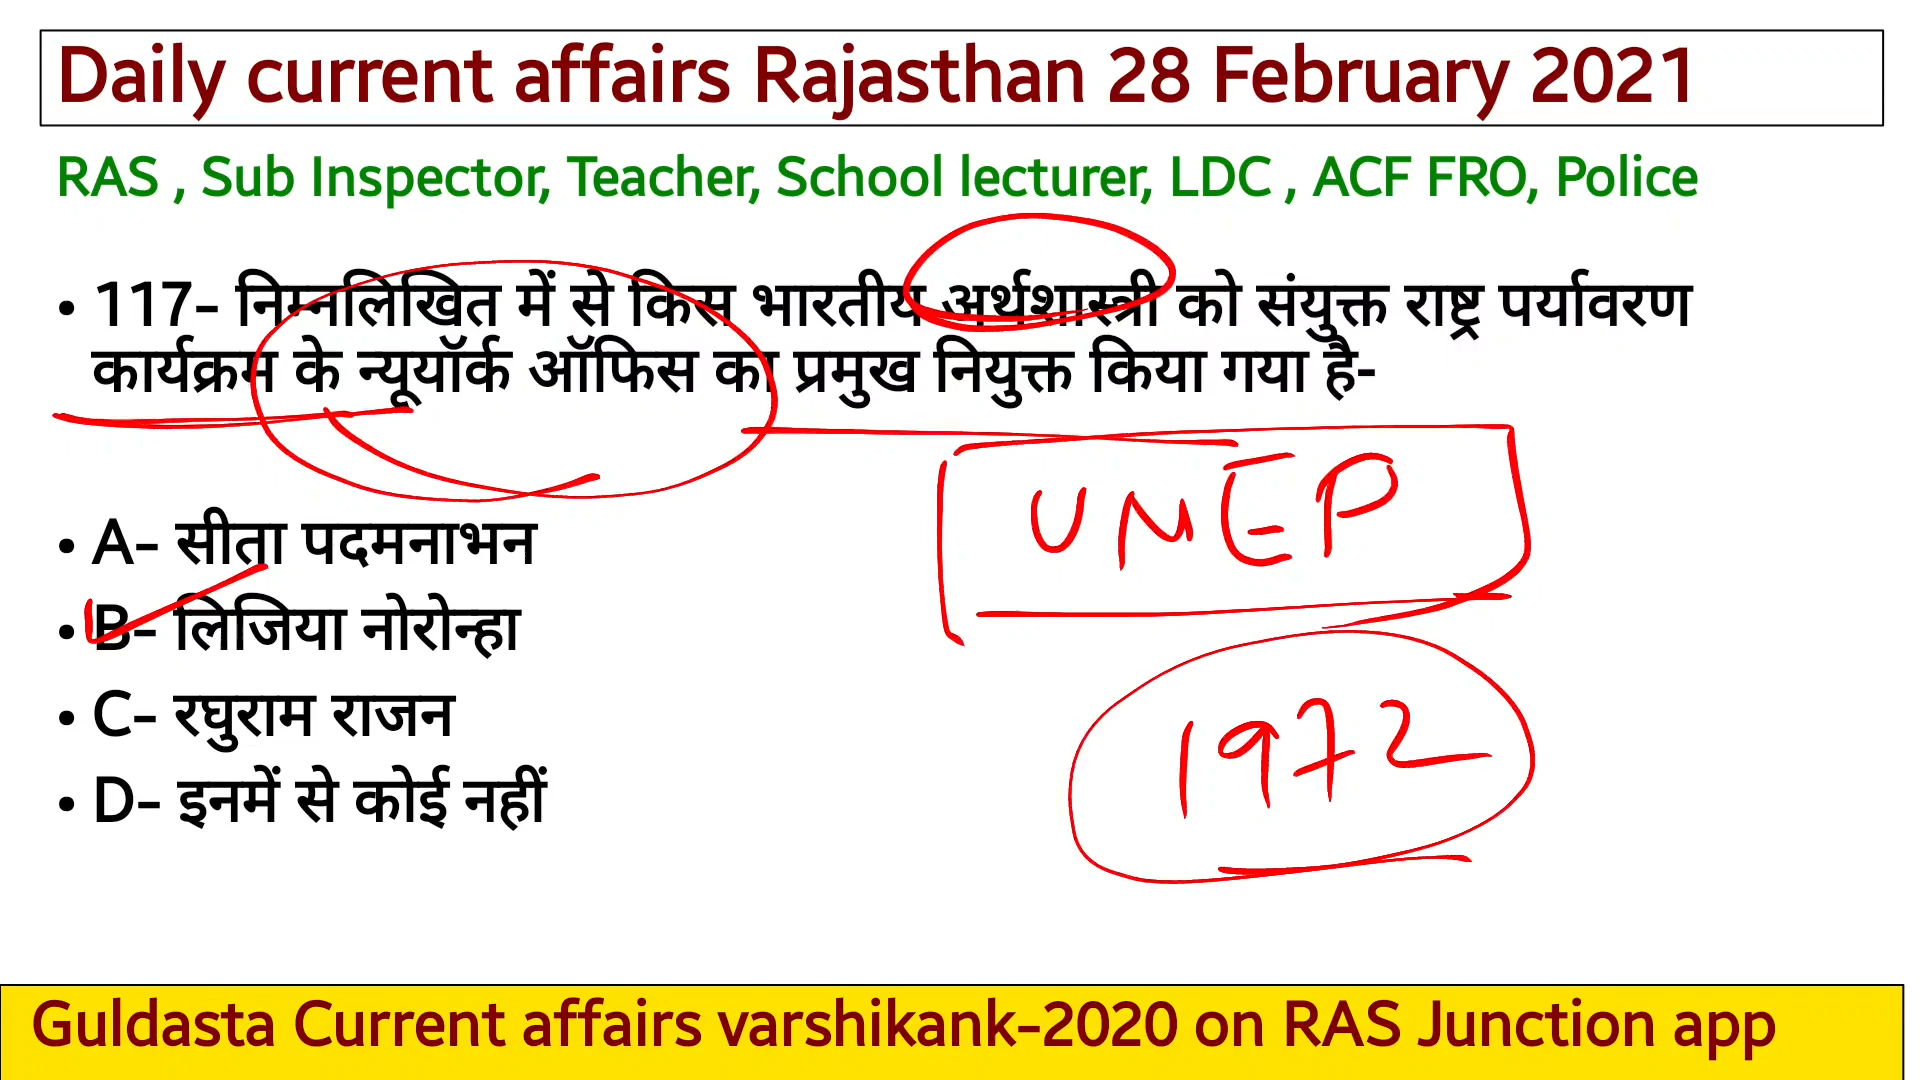 Daily current affairs Rajasthan 28 February 2021
RAS , Sub Inspector, Teacher, School lecturer, LDC , ACF FRO, Police
• 117- निम्नलिखित में से किस भारतीय अर्थशास्त्री को संयुक्त राष्ट्र पर्यावरण
कार्यक्रम के न्यूयॉर्क ऑफिस का प्रमुख नियुक्त किया गया है-
UNEP
• A- सीता पदमनाभन
• B- लिजिया नोरोन्हा
• C- रघुराम राजन
1972
• D- इनमें से कोई नहीं
Guldasta Current affairs varshikank-2020 on RAS Junction app